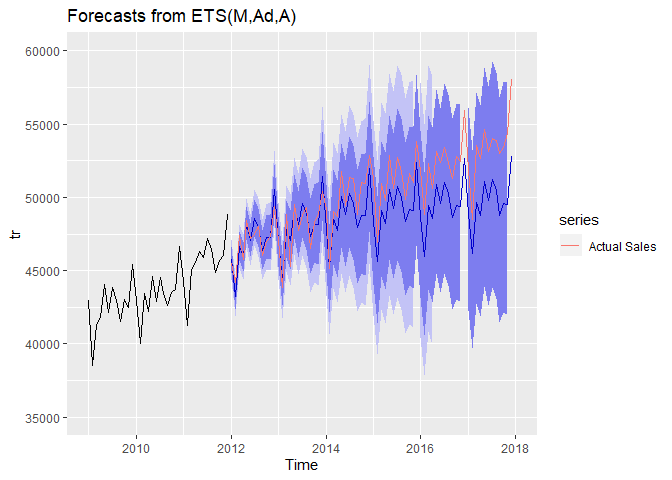 Forecasts from ETS(M,Ad,A)
60000
55000
50000
45000
40000
35000
tr
2010
2012
2014
2016
2018
Time
series
Actual Sales